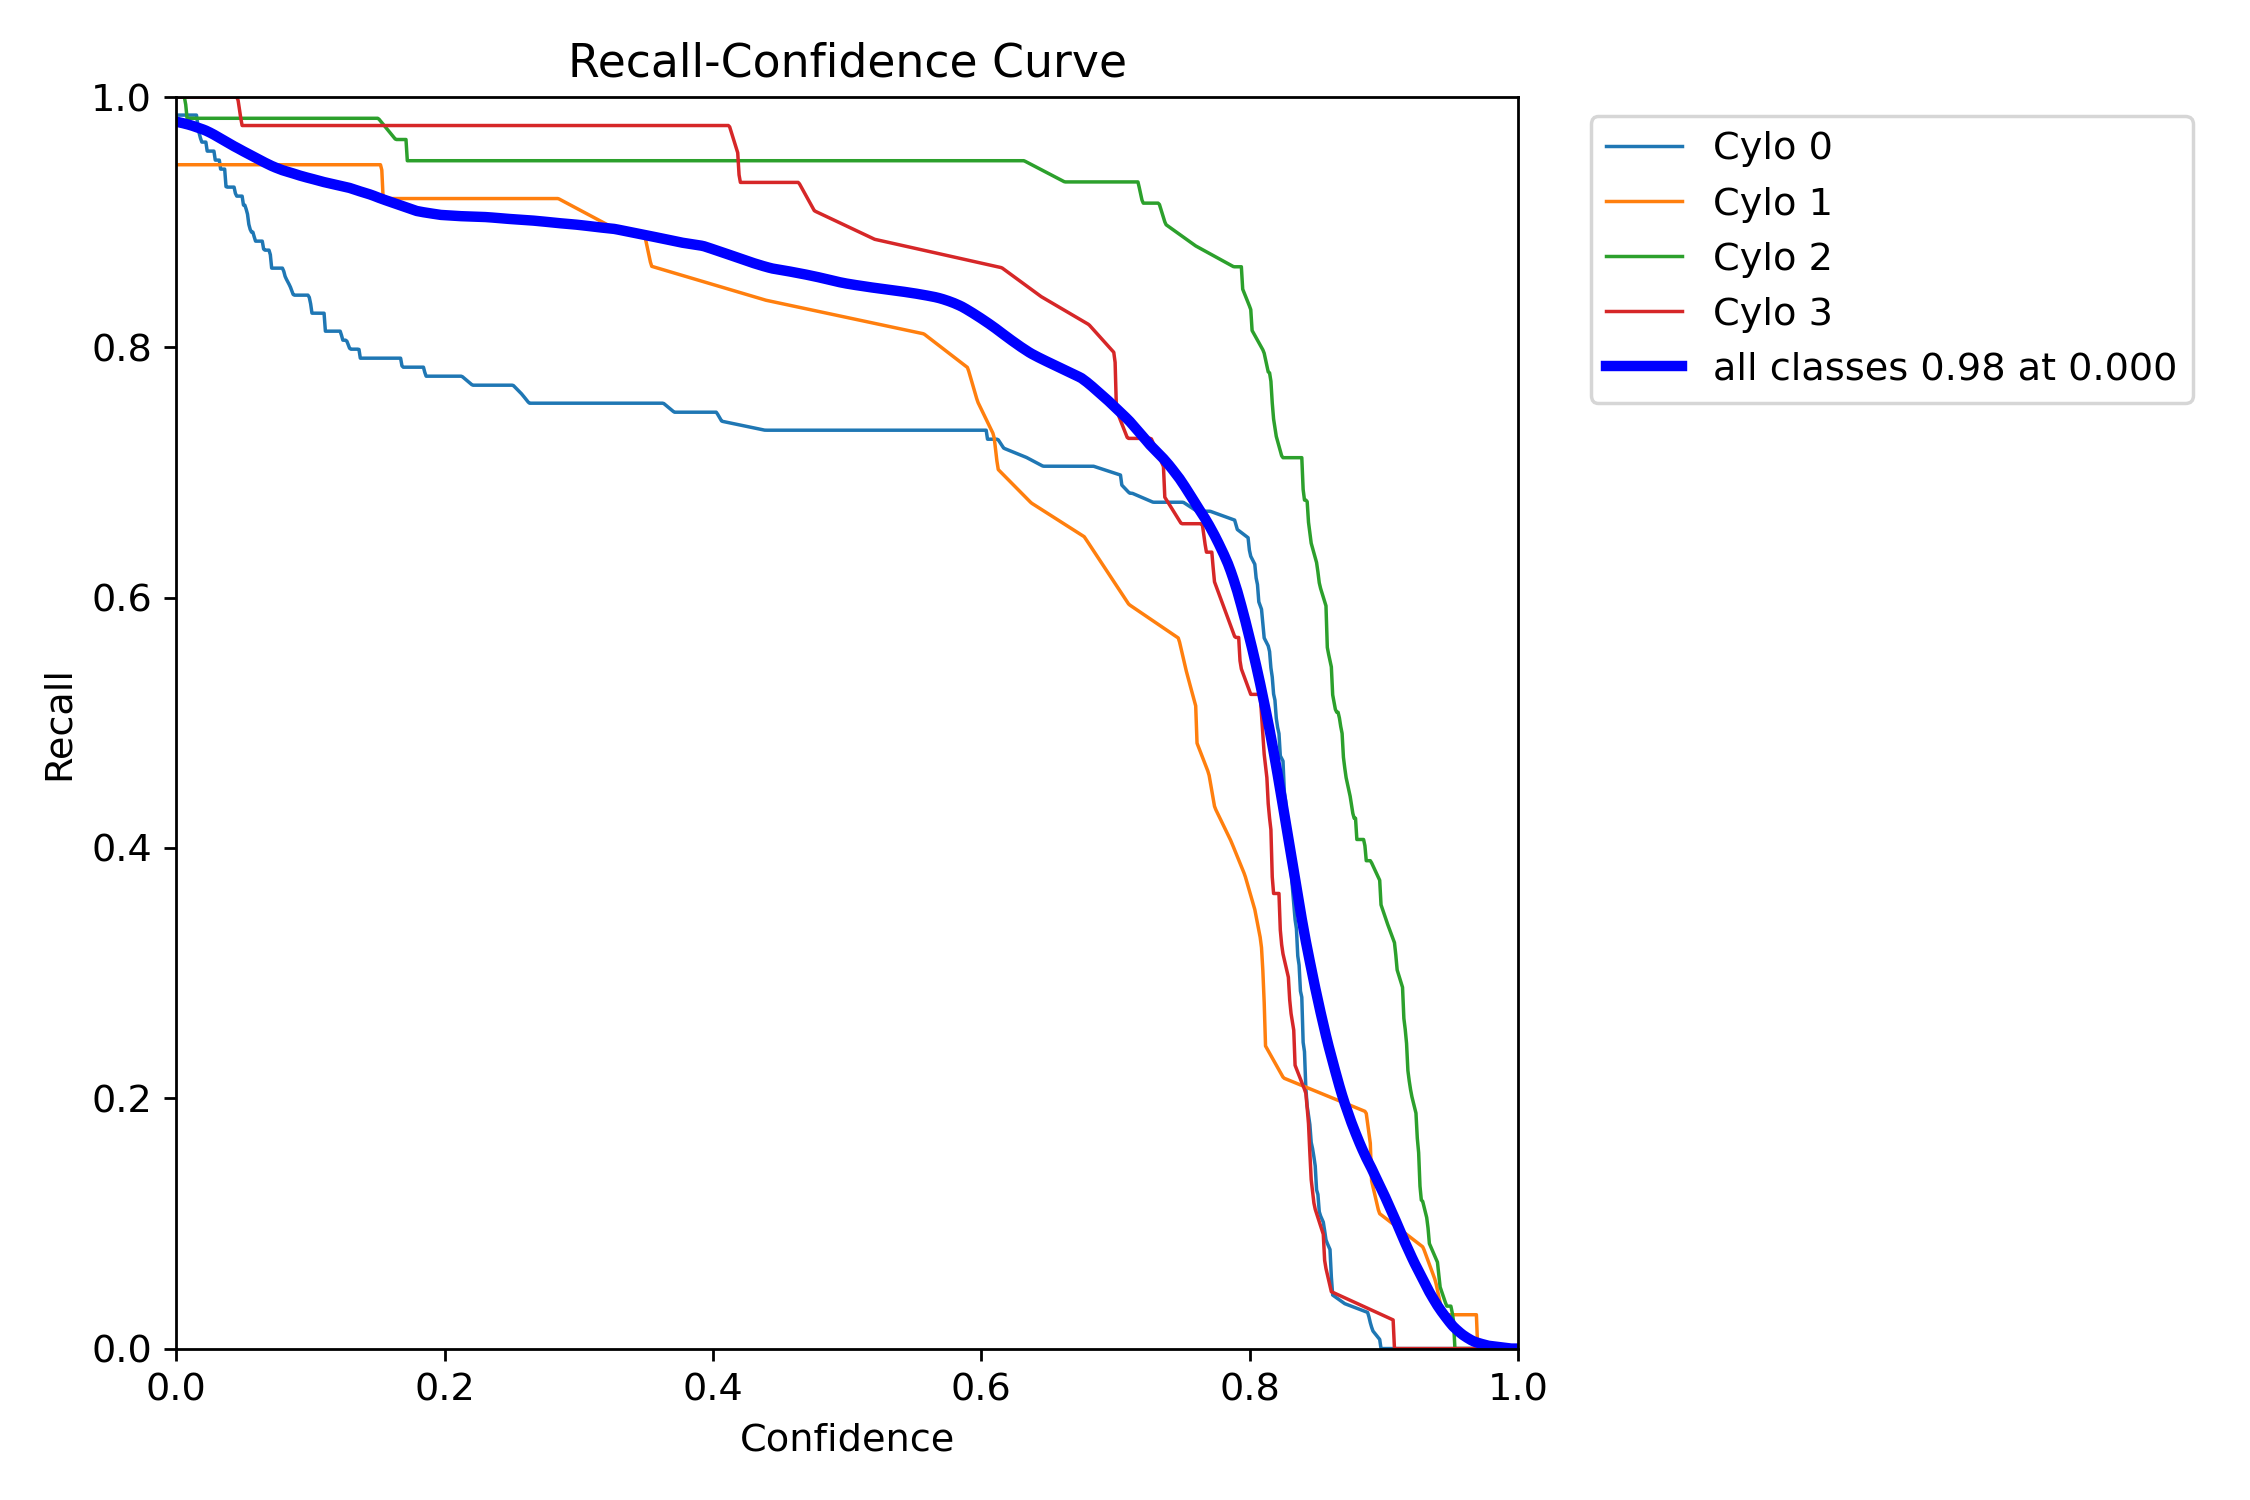 Recall-Confidence Curve
1.0
0.8
0.6
0.4
0.2
0.0
Recall
0.0 0.2 0.4 0.6 0.8 1.0
Confidence
Cylo 0
Cylo 1
Cylo 2
Cylo 3
all classes 0.98 at 0.000